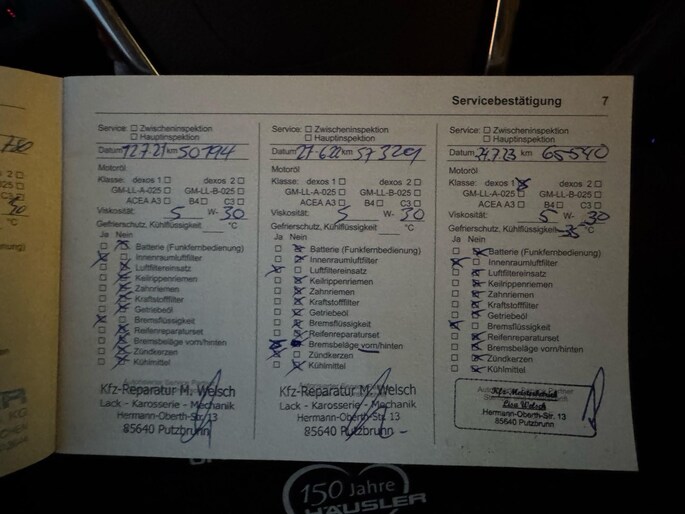 Servicebestätigung 7
Service: ☐ Zwischeninspektion
☐ Hauptinspektion
Datum 12.7.21 km 50794
Motoröl
Klasse: dexos 1 ☐ dexos 2 ☐
GM-LL-A-025 ☐ GM-LL-B-025 ☐
ACEA A3 ☐ B4 ☐ C3 ☐
Viskosität: 5 W- 30
Gefrierschutz, Kühlflüssigkeit °C
Ja Nein
☐ ☒ Batterie (Funkfernbedienung)
☒ ☐ Innenraumluftfilter
☐ ☒ Luftfiltereinsatz
☐ ☒ Keilrippenriemen
☐ ☒ Zahnriemen
☐ ☒ Kraftstofffilter
☐ ☒ Getriebeöl
☒ ☐ Bremsflüssigkeit
☐ ☒ Reifenreparaturset
☐ ☒ Bremsbeläge vorn/hinten
☐ ☒ Zündkerzen
☐ ☒ Kühlmittel
Kfz-Reparatur M. Welsch
Lack - Karosserie - Mechanik
Hermann-Oberth-Str. 13
85640 Putzbrunn
Service: ☐ Zwischeninspektion
☐ Hauptinspektion
Datum 27.6.22 km 57329
Motoröl
Klasse: dexos 1 ☐ dexos 2 ☐
GM-LL-A-025 ☐ GM-LL-B-025 ☐
ACEA A3 ☐ B4 ☐ C3 ☐
Viskosität: 5 W- 30
Gefrierschutz, Kühlflüssigkeit °C
Ja Nein
☐ ☒ Batterie (Funkfernbedienung)
☐ ☒ Innenraumluftfilter
☒ ☐ Luftfiltereinsatz
☐ ☒ Keilrippenriemen
☐ ☒ Zahnriemen
☐ ☒ Kraftstofffilter
☐ ☒ Getriebeöl
☐ ☒ Bremsflüssigkeit
☐ ☒ Reifenreparaturset
☒ Bremsbeläge vorn/hinten
☒ ☒ Zündkerzen
☐ ☒ Kühlmittel
Kfz-Reparatur M. Welsch
Lack - Karosserie - Mechanik
Hermann-Oberth-Str. 13
85640 Putzbrunn
Service: ☐ Zwischeninspektion
☐ Hauptinspektion
Datum 24.7.23 km 65540
Motoröl
Klasse: dexos 1 ☒ dexos 2 ☐
GM-LL-A-025 ☐ GM-LL-B-025 ☐
ACEA A3 ☐ B4 ☐ C3 ☐
Viskosität: 5 W- 30
Gefrierschutz, Kühlflüssigkeit -35 °C
Ja Nein
☐ ☒ Batterie (Funkfernbedienung)
☒ ☐ Innenraumluftfilter
☐ ☒ Luftfiltereinsatz
☐ ☒ Keilrippenriemen
☐ ☒ Zahnriemen
☐ ☒ Kraftstofffilter
☐ ☒ Getriebeöl
☒ ☐ Bremsflüssigkeit
☐ ☒ Reifenreparaturset
☐ ☒ Bremsbeläge vorn/hinten
☐ ☒ Zündkerzen
☐ ☒ Kühlmittel
Kfz-Meisterbetrieb
Welsch
Hermann-Oberth-Str. 13
85640 Putzbrunn
150 Jahre
HÄUSLER